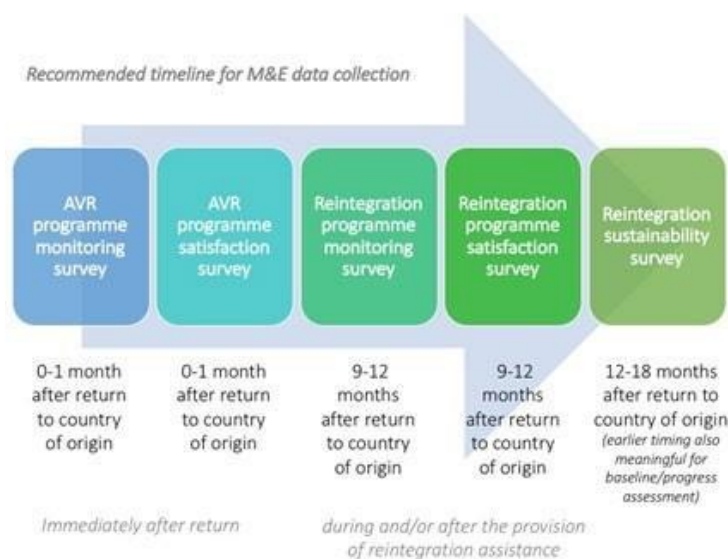 Recommended timeline for M&E data collection
AVR
programme
monitoring
survey
AVR
programme
satisfaction
survey
Reintegration
programme
monitoring
survey
Reintegration
programme
satisfaction
survey
Reintegration
sustainability
survey
0-1 month
after return
to country
of origin
0-1 month
after return
to country
of origin
9-12
months
after return
to country
of origin
9-12
months
after return
to country
of origin
12-18 months
after return to
country of origin
(earlier timing also
meaningful for
baseline/progress
assessment)
Immediately after return
during and/or after the provision
of reintegration assistance